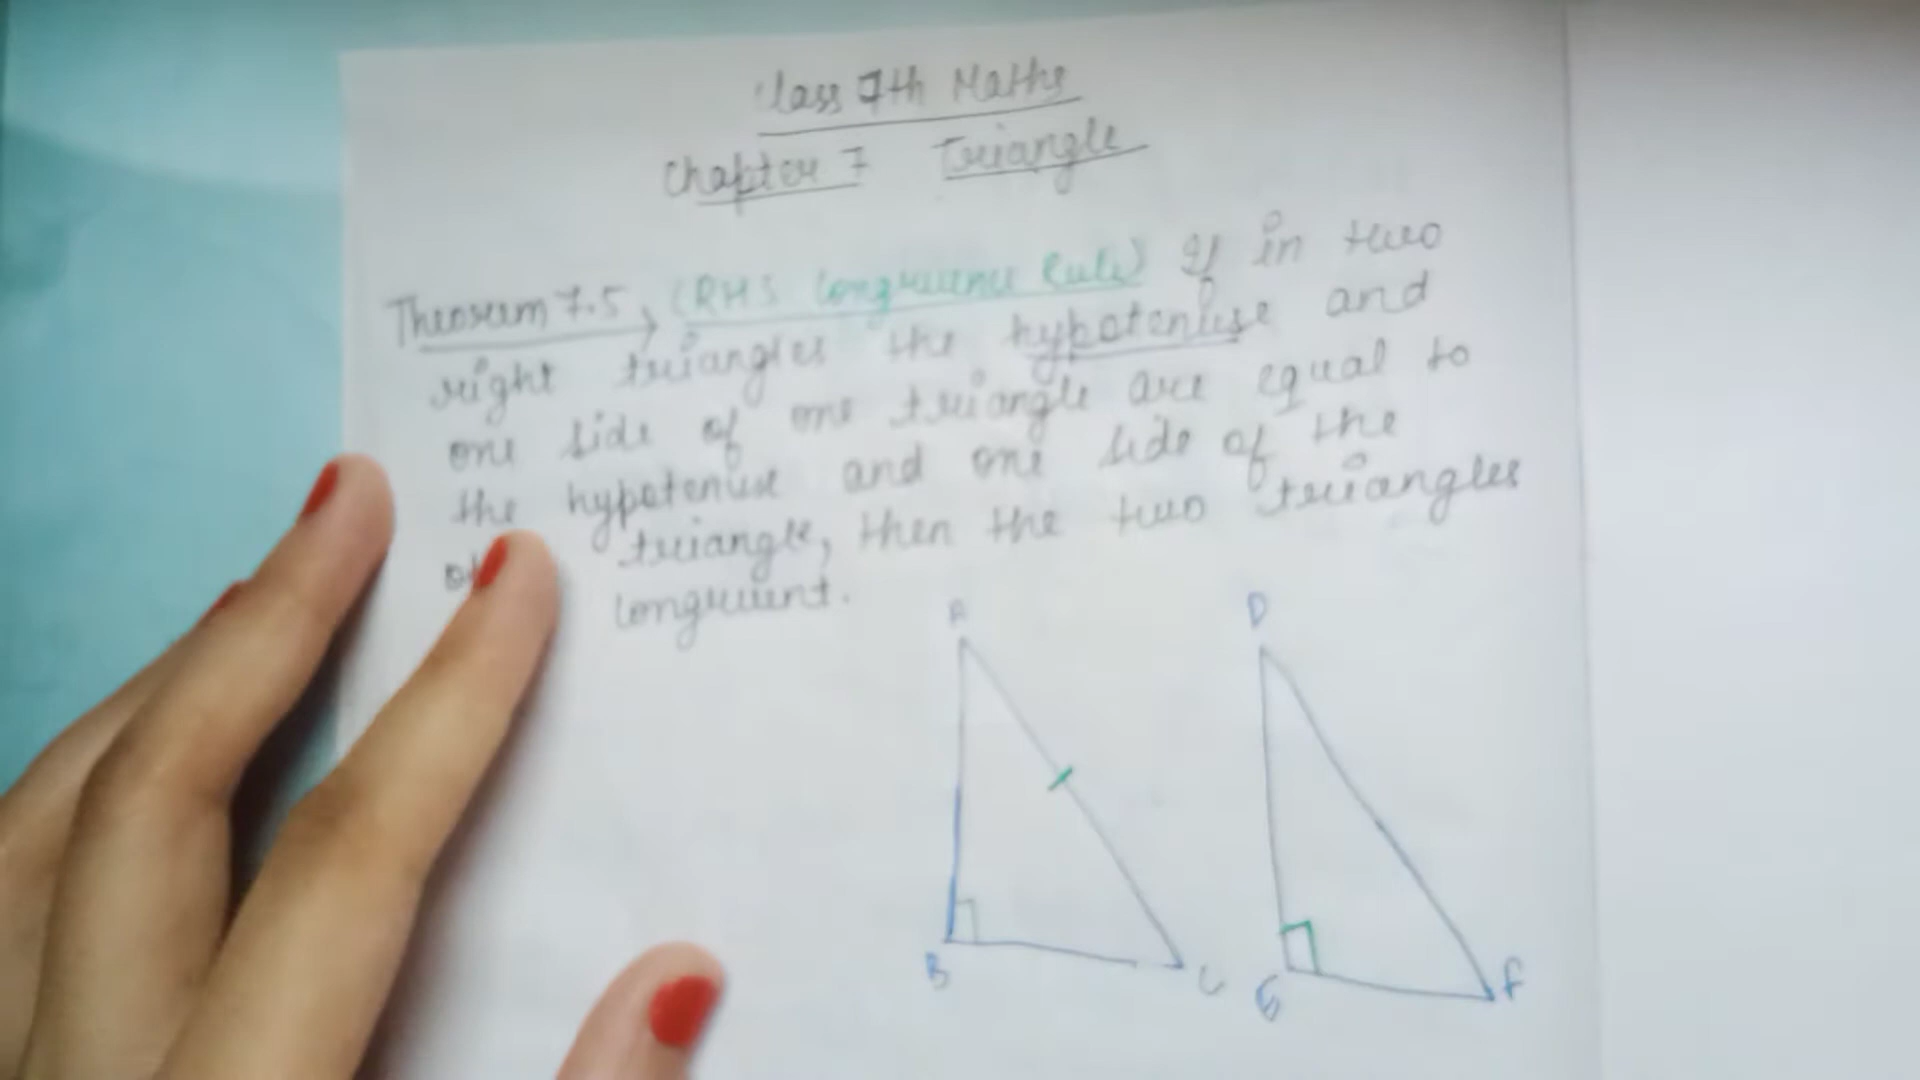 Class 7th Maths
Chapter 7 Triangle
Theorem 7.5 (RHS Congruence Rule) If in two
right triangles the hypotenuse and
one side of one triangle are equal to
the hypotenuse and one side of the
triangle, then the two triangles
congruent.
A D
B C E F